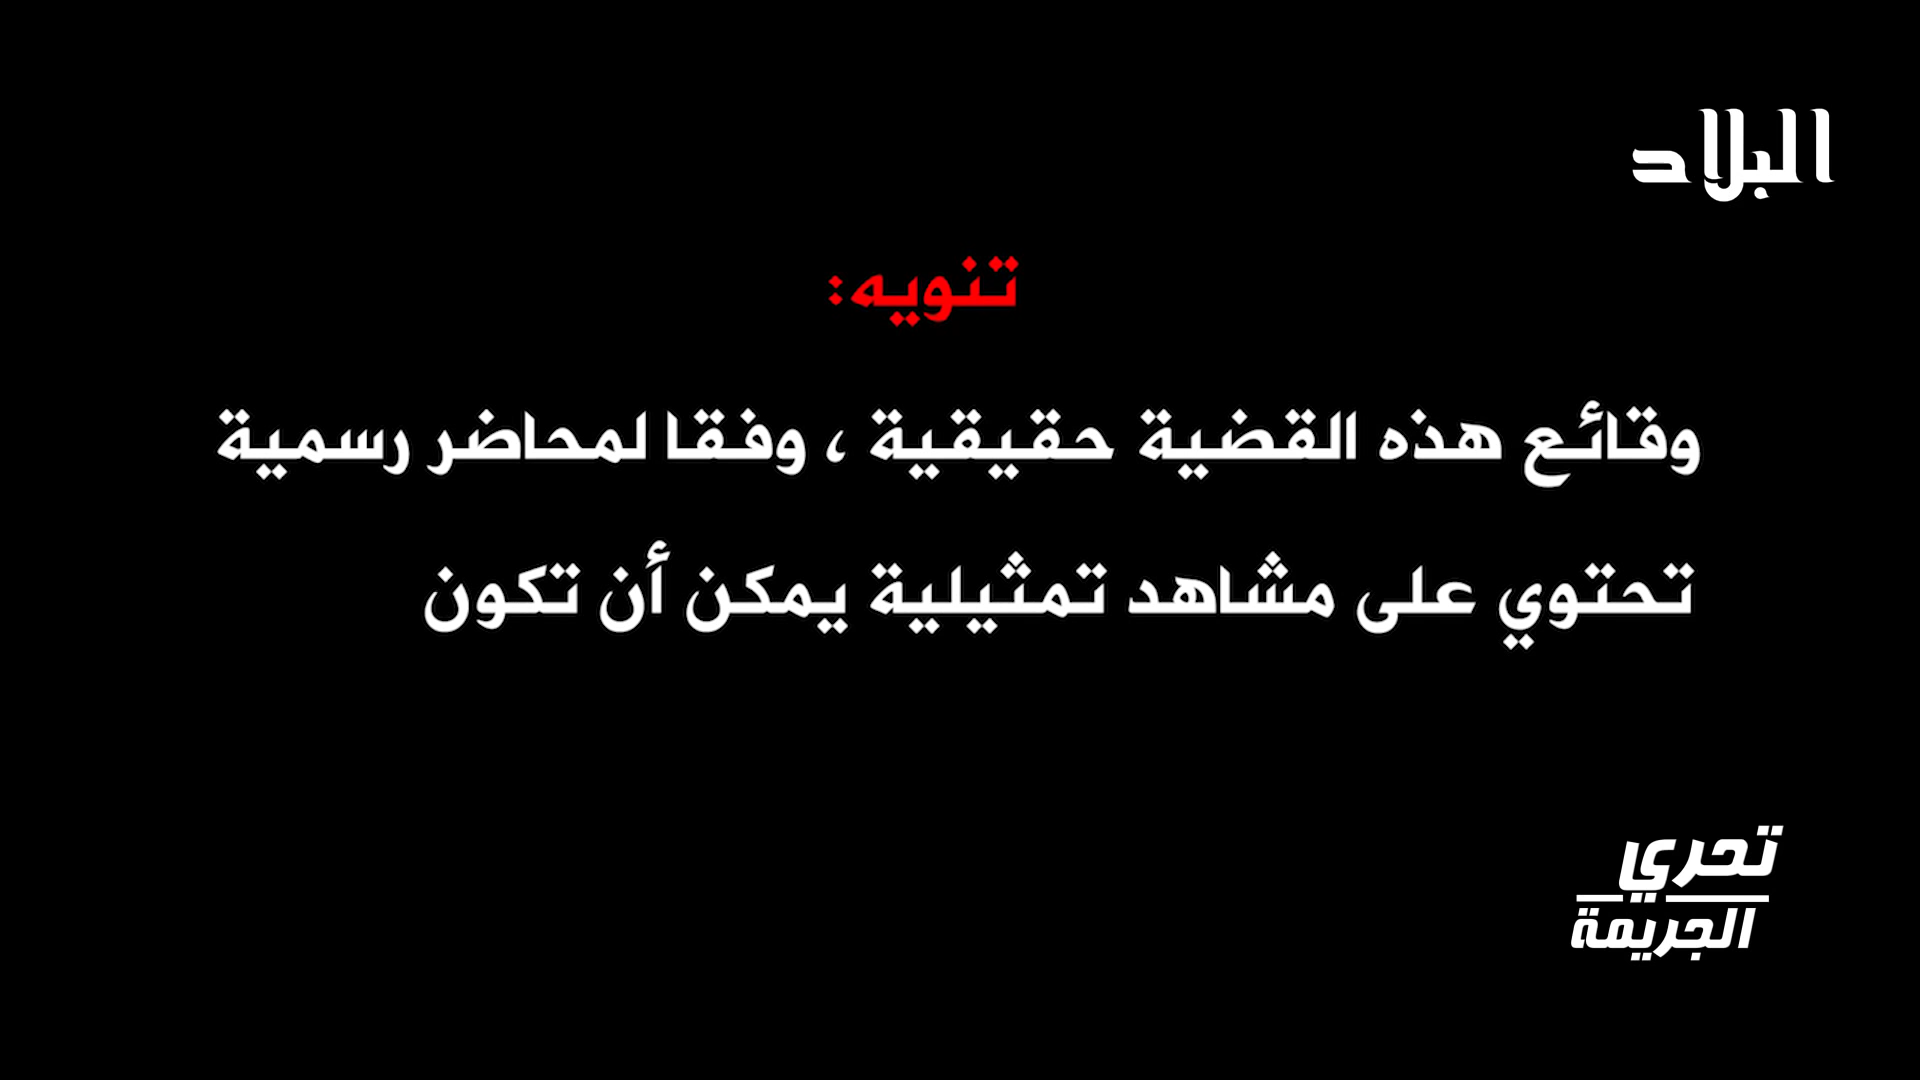 البلاد
تنويه:
وقائع هذه القضية حقيقية ، وفقا لمحاضر رسمية
تحتوي على مشاهد تمثيلية يمكن أن تكون
تحري
الجريمة